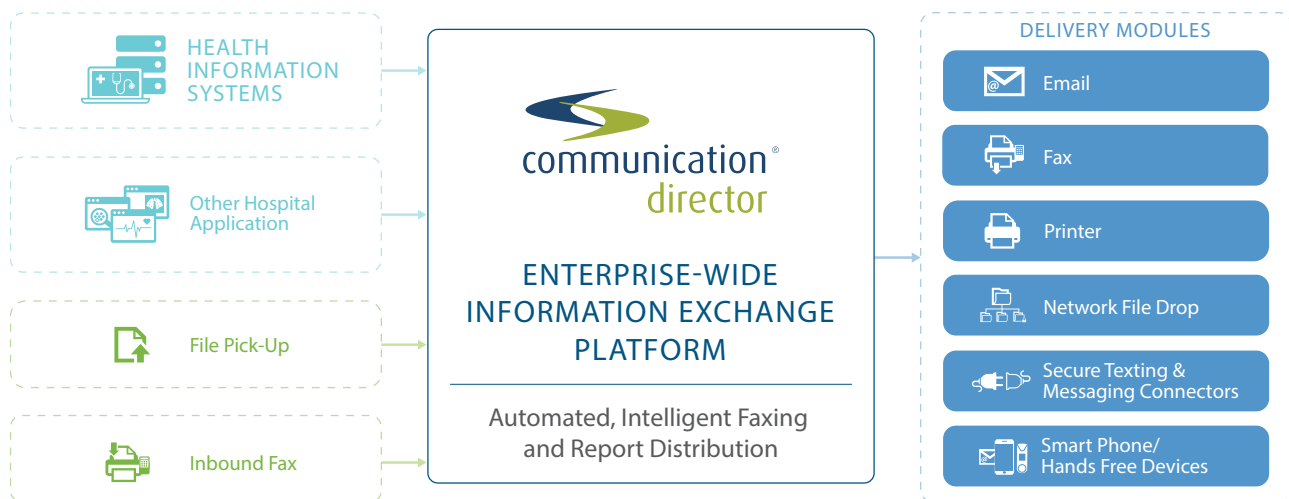 HEALTH
INFORMATION
SYSTEMS
Other Hospital
Application
File Pick-Up
Inbound Fax
communication®
director
ENTERPRISE-WIDE
INFORMATION EXCHANGE
PLATFORM
Automated, Intelligent Faxing
and Report Distribution
DELIVERY MODULES
@
Email
Fax
Printer
Network File Drop
Secure Texting &
Messaging Connectors
@
Smart Phone/
Hands Free Devices